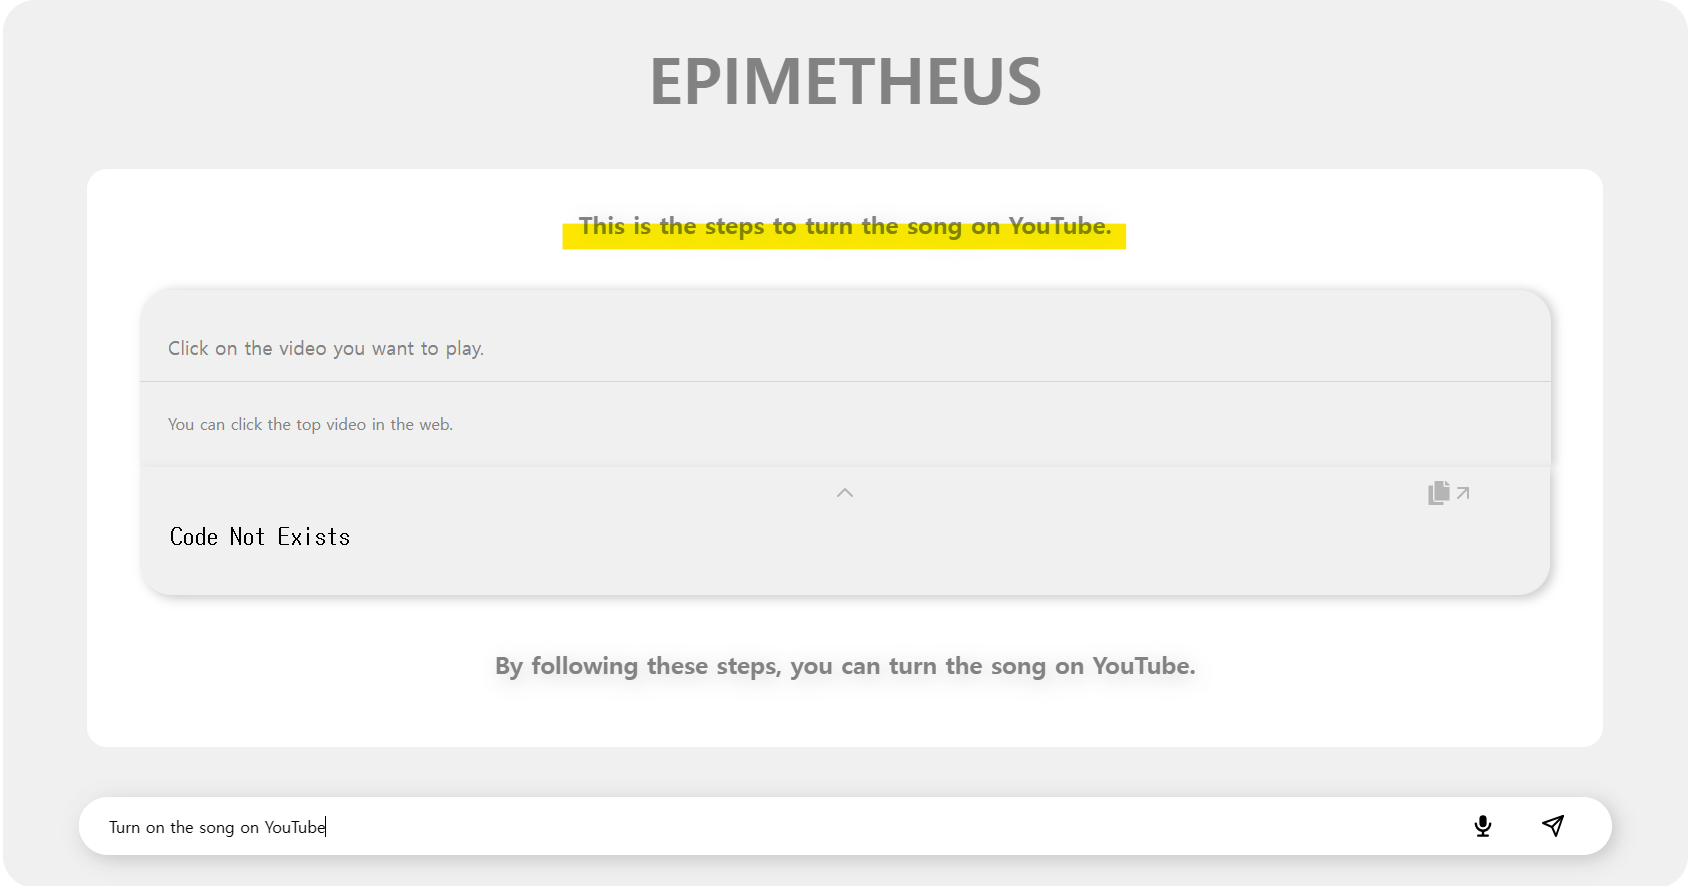 EPIMETHEUS
This is the steps to turn the song on YouTube.
Click on the video you want to play.
You can click the top video in the web.
Code Not Exists
By following these steps, you can turn the song on YouTube.
Turn on the song on YouTube